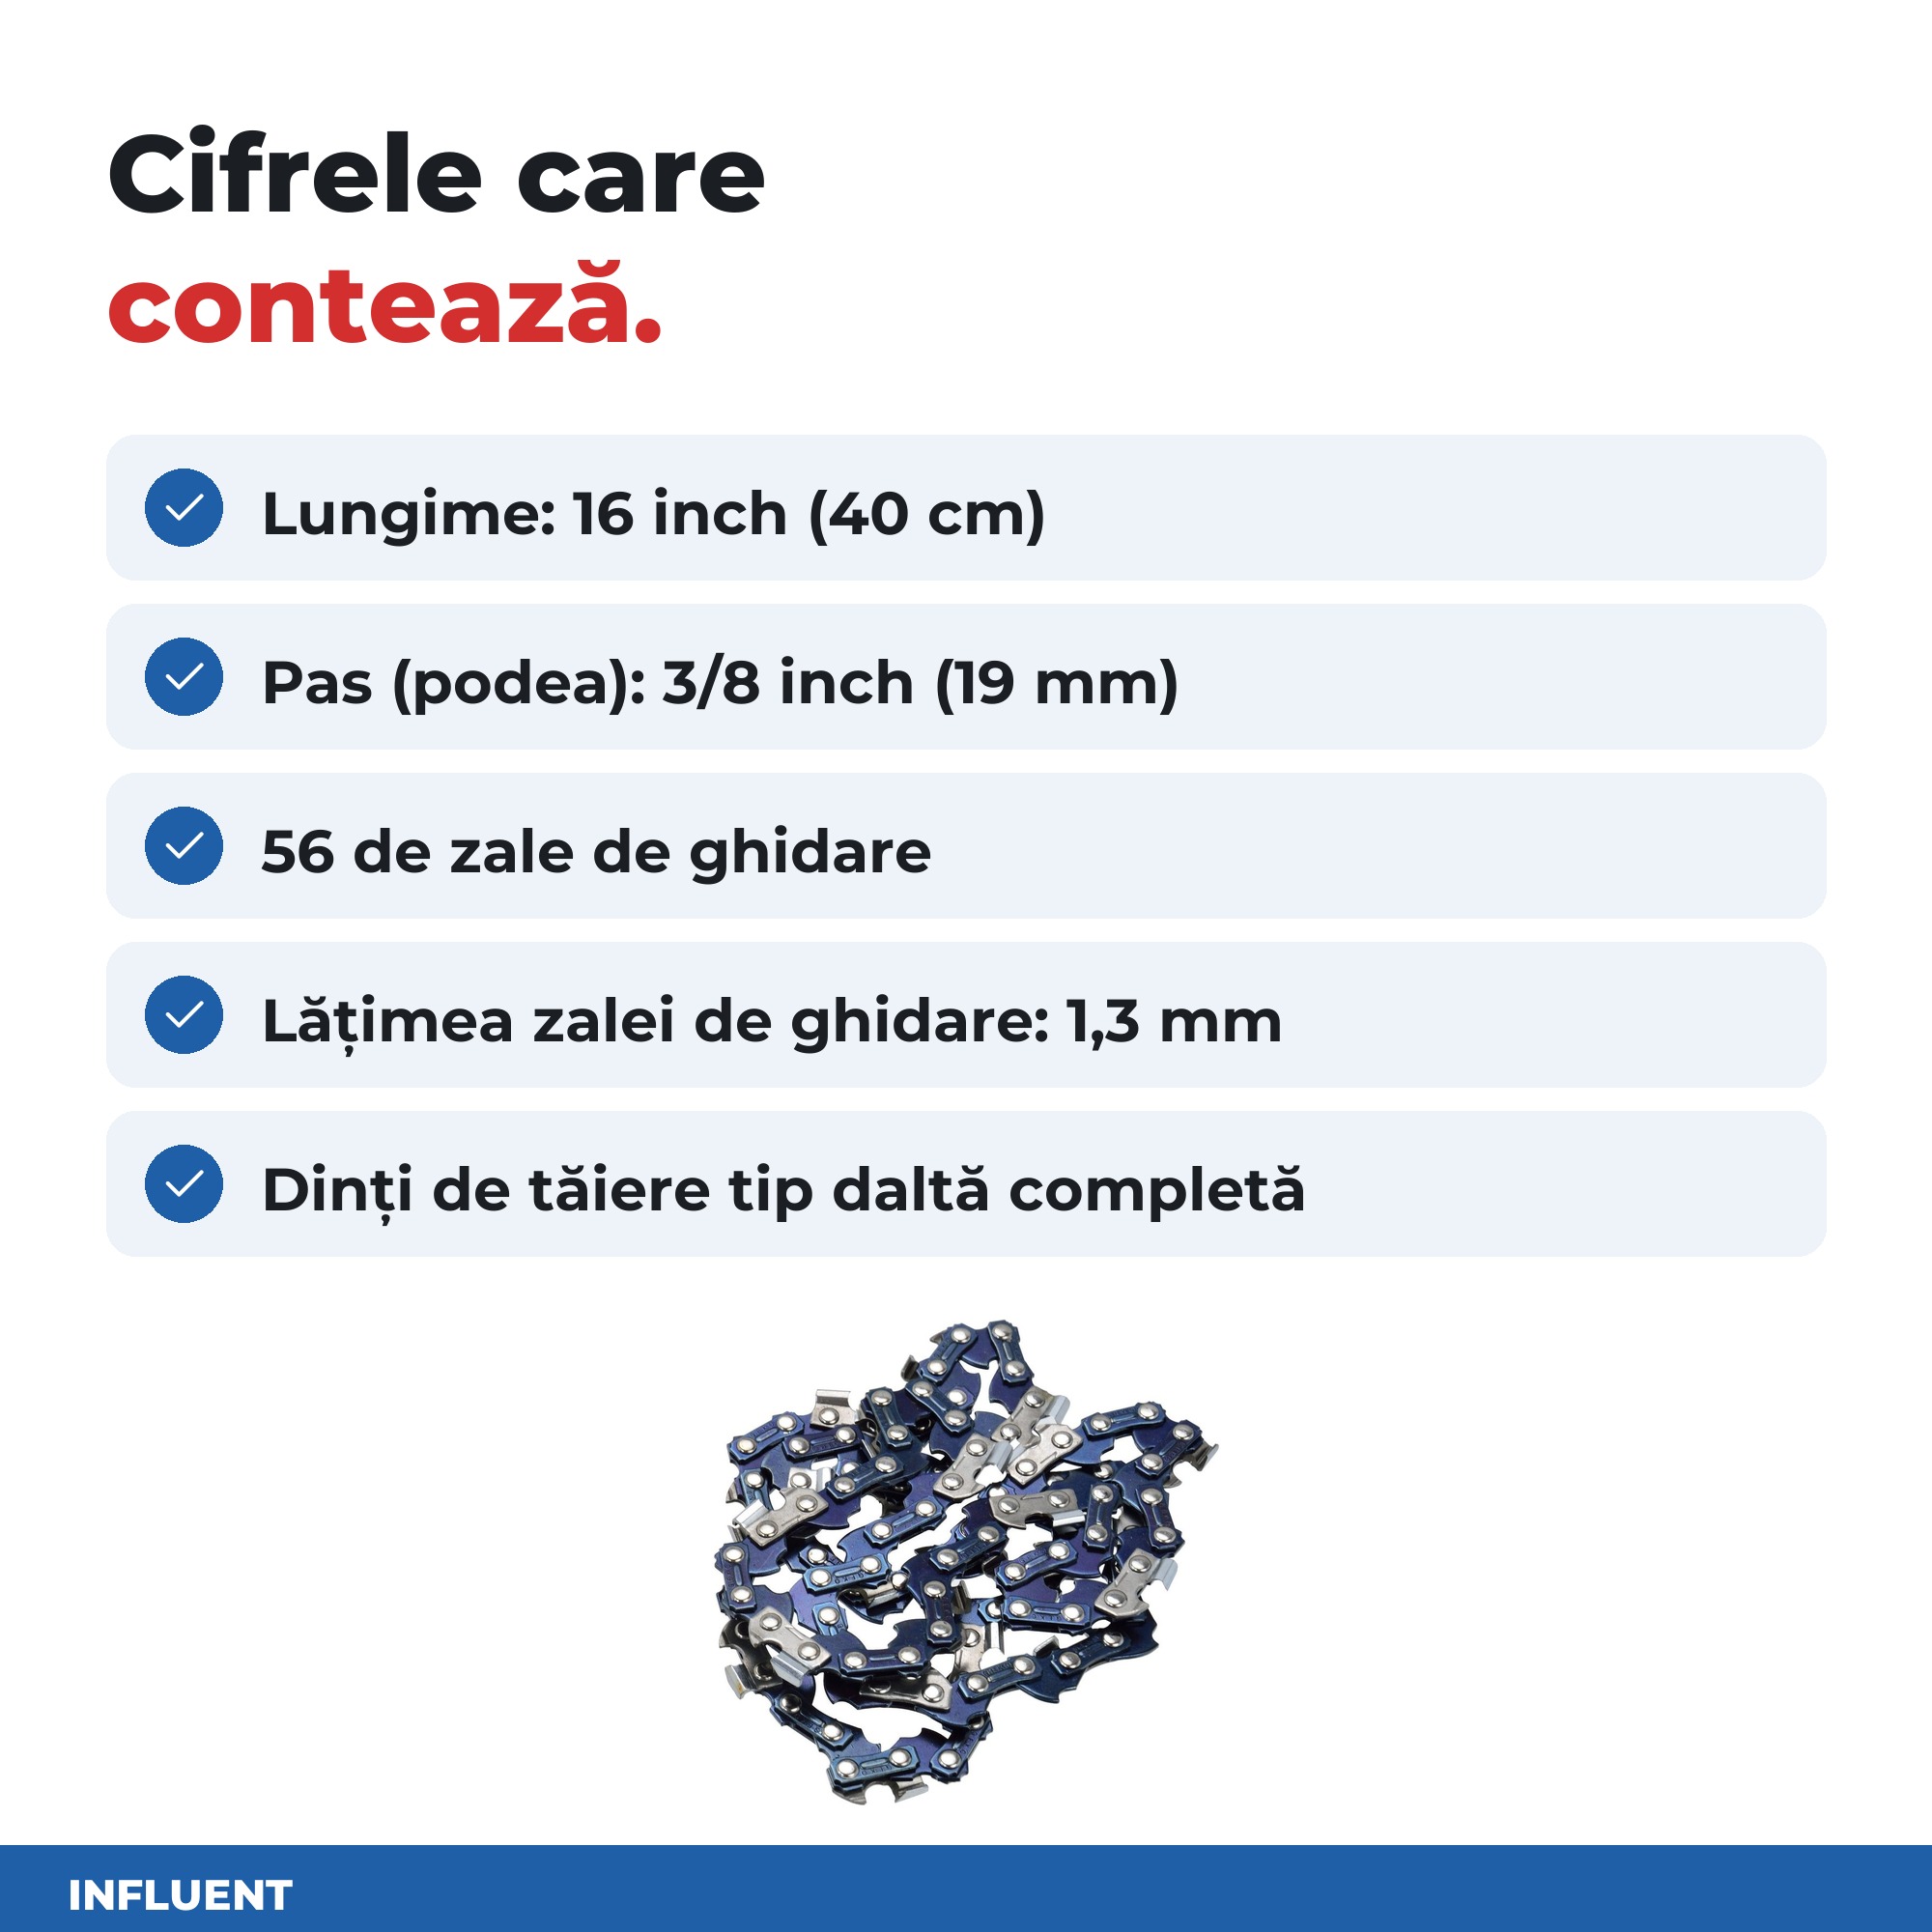 Cifrele care
contează.
Lungime: 16 inch (40 cm)
Pas (podea): 3/8 inch (19 mm)
56 de zale de ghidare
Lățimea zalei de ghidare: 1,3 mm
Dinți de tăiere tip daltă completă
INFLUENT